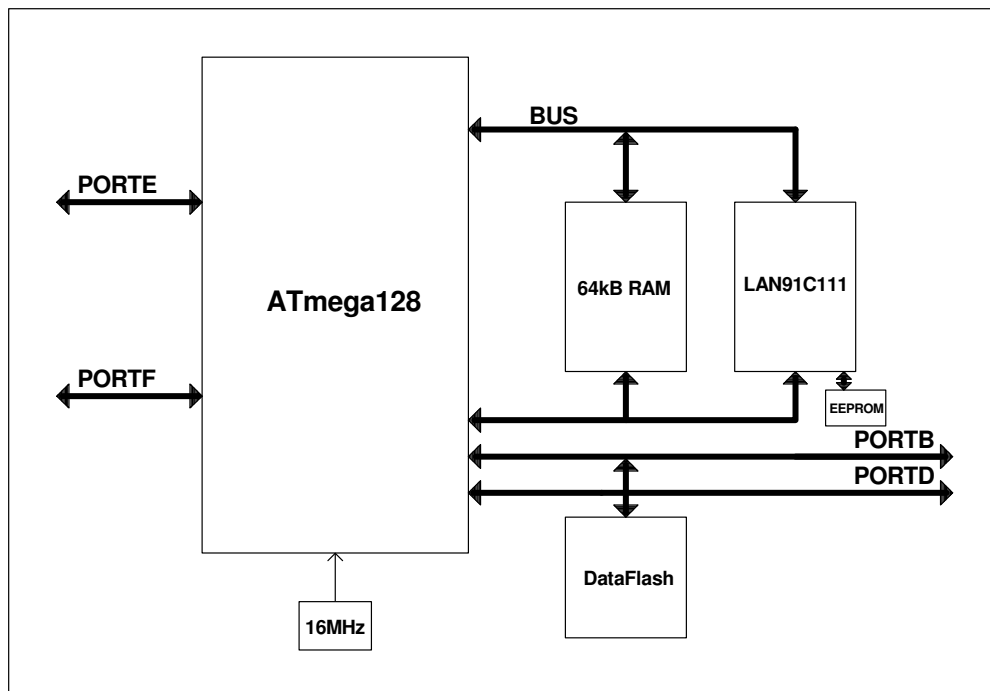 BUS
PORTE
ATmega128
64kB RAM
LAN91C111
PORTF
EEPROM
PORTB
PORTD
DataFlash
16MHz